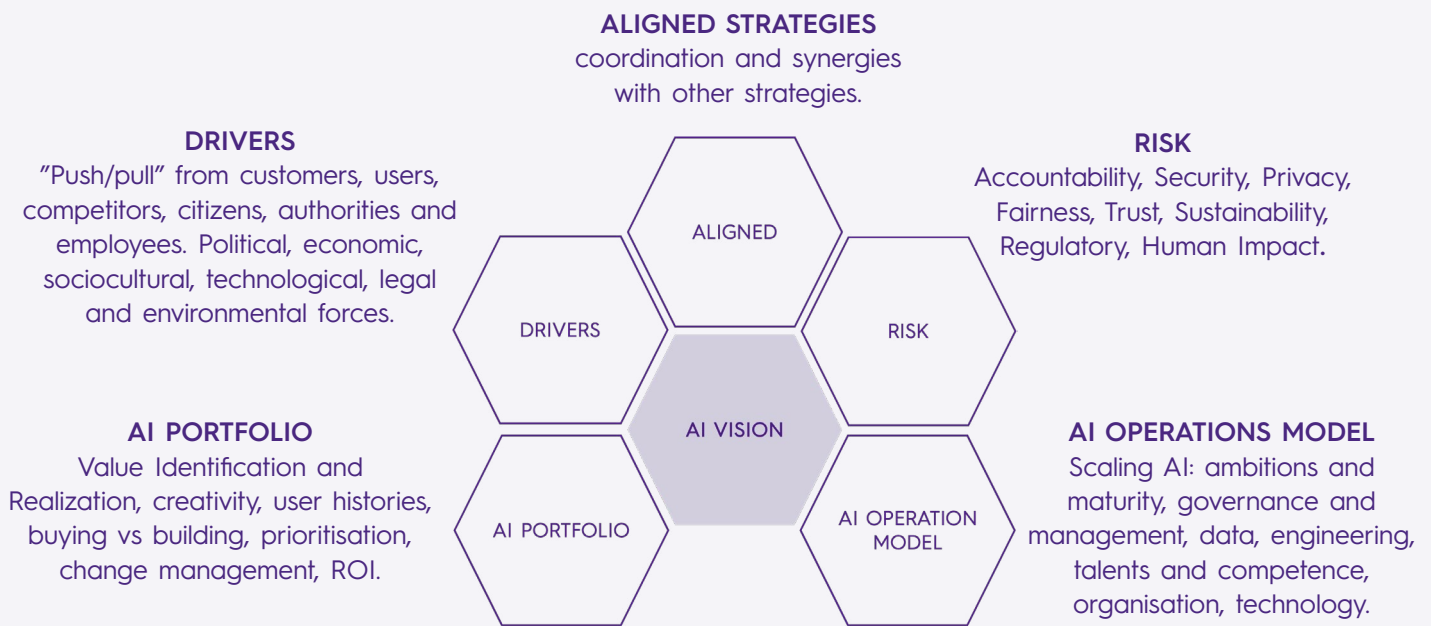 ALIGNED STRATEGIES
coordination and synergies
with other strategies.
DRIVERS
"Push/pull" from customers, users,
competitors, citizens, authorities and
employees. Political, economic,
sociocultural, technological, legal
and environmental forces.
RISK
Accountability, Security, Privacy,
Fairness, Trust, Sustainability,
Regulatory, Human Impact.
ALIGNED
DRIVERS
RISK
AI VISION
AI PORTFOLIO
Value Identification and
Realization, creativity, user histories,
buying vs building, prioritisation,
change management, ROI.
AI PORTFOLIO
AI OPERATION
MODEL
AI OPERATIONS MODEL
Scaling AI: ambitions and
maturity, governance and
management, data, engineering,
talents and competence,
organisation, technology.